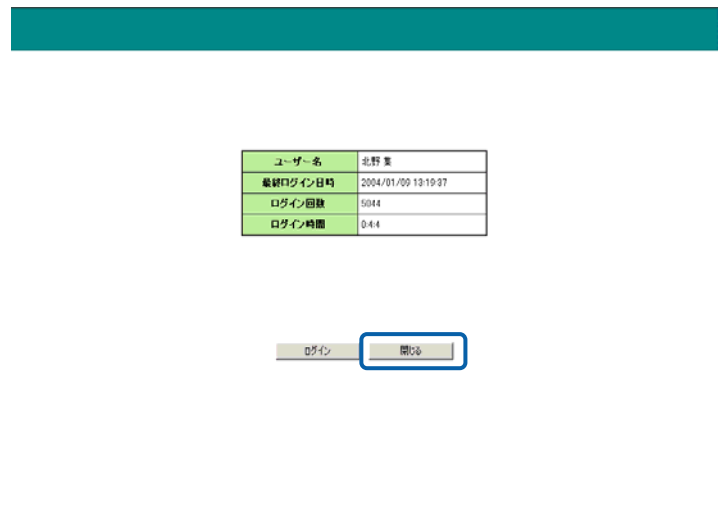 ユーザー名 北野 集
最終ログイン日時 2004/01/09 13:19:37
ログイン回数 5044
ログイン時間 0:4:4
ログイン 閉じる